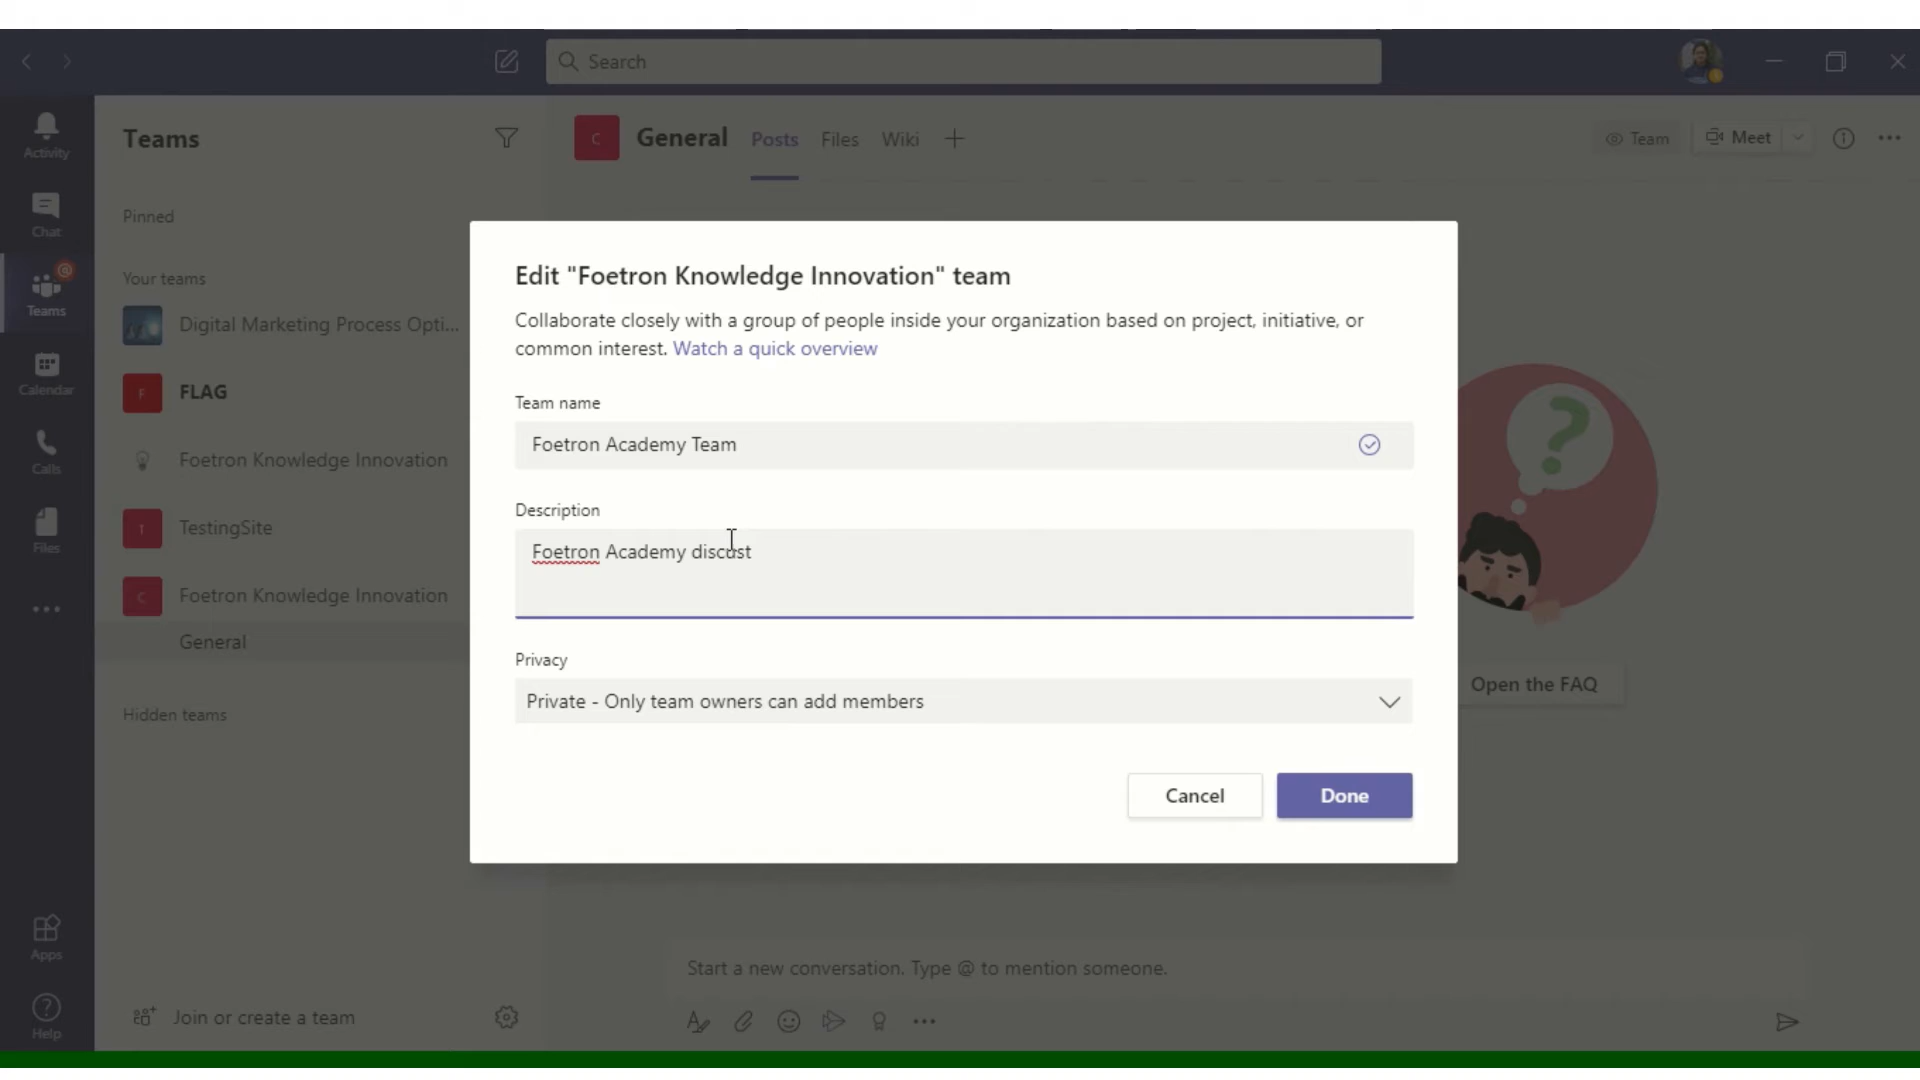 Search
Activity
Chat
Teams
Calendar
Calls
Files
Apps
Help
Teams
Pinned
Your teams
Digital Marketing Process Opti...
F
FLAG
Foetron Knowledge Innovation
T
TestingSite
C
Foetron Knowledge Innovation
General
Hidden teams
Join or create a team
C
General
Posts
Files
Wiki
Team
Meet
Edit "Foetron Knowledge Innovation" team
Collaborate closely with a group of people inside your organization based on project, initiative, or
common interest. Watch a quick overview
Team name
Foetron Academy Team
Description
Foetron Academy discust
Privacy
Private - Only team owners can add members
Cancel
Done
?
Open the FAQ
Start a new conversation. Type @ to mention someone.